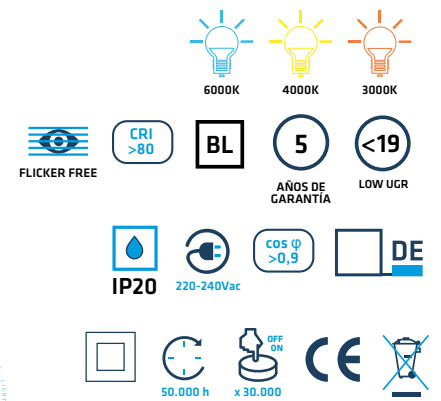 6000K
4000K
3000K
FLICKER FREE
CRI
>80
BL
5
AÑOS DE
GARANTÍA
<19
LOW UGR
IP20
220-240Vac
cos φ
>0,9
DE
50.000 h
OFF
ON
x 30.000
CE